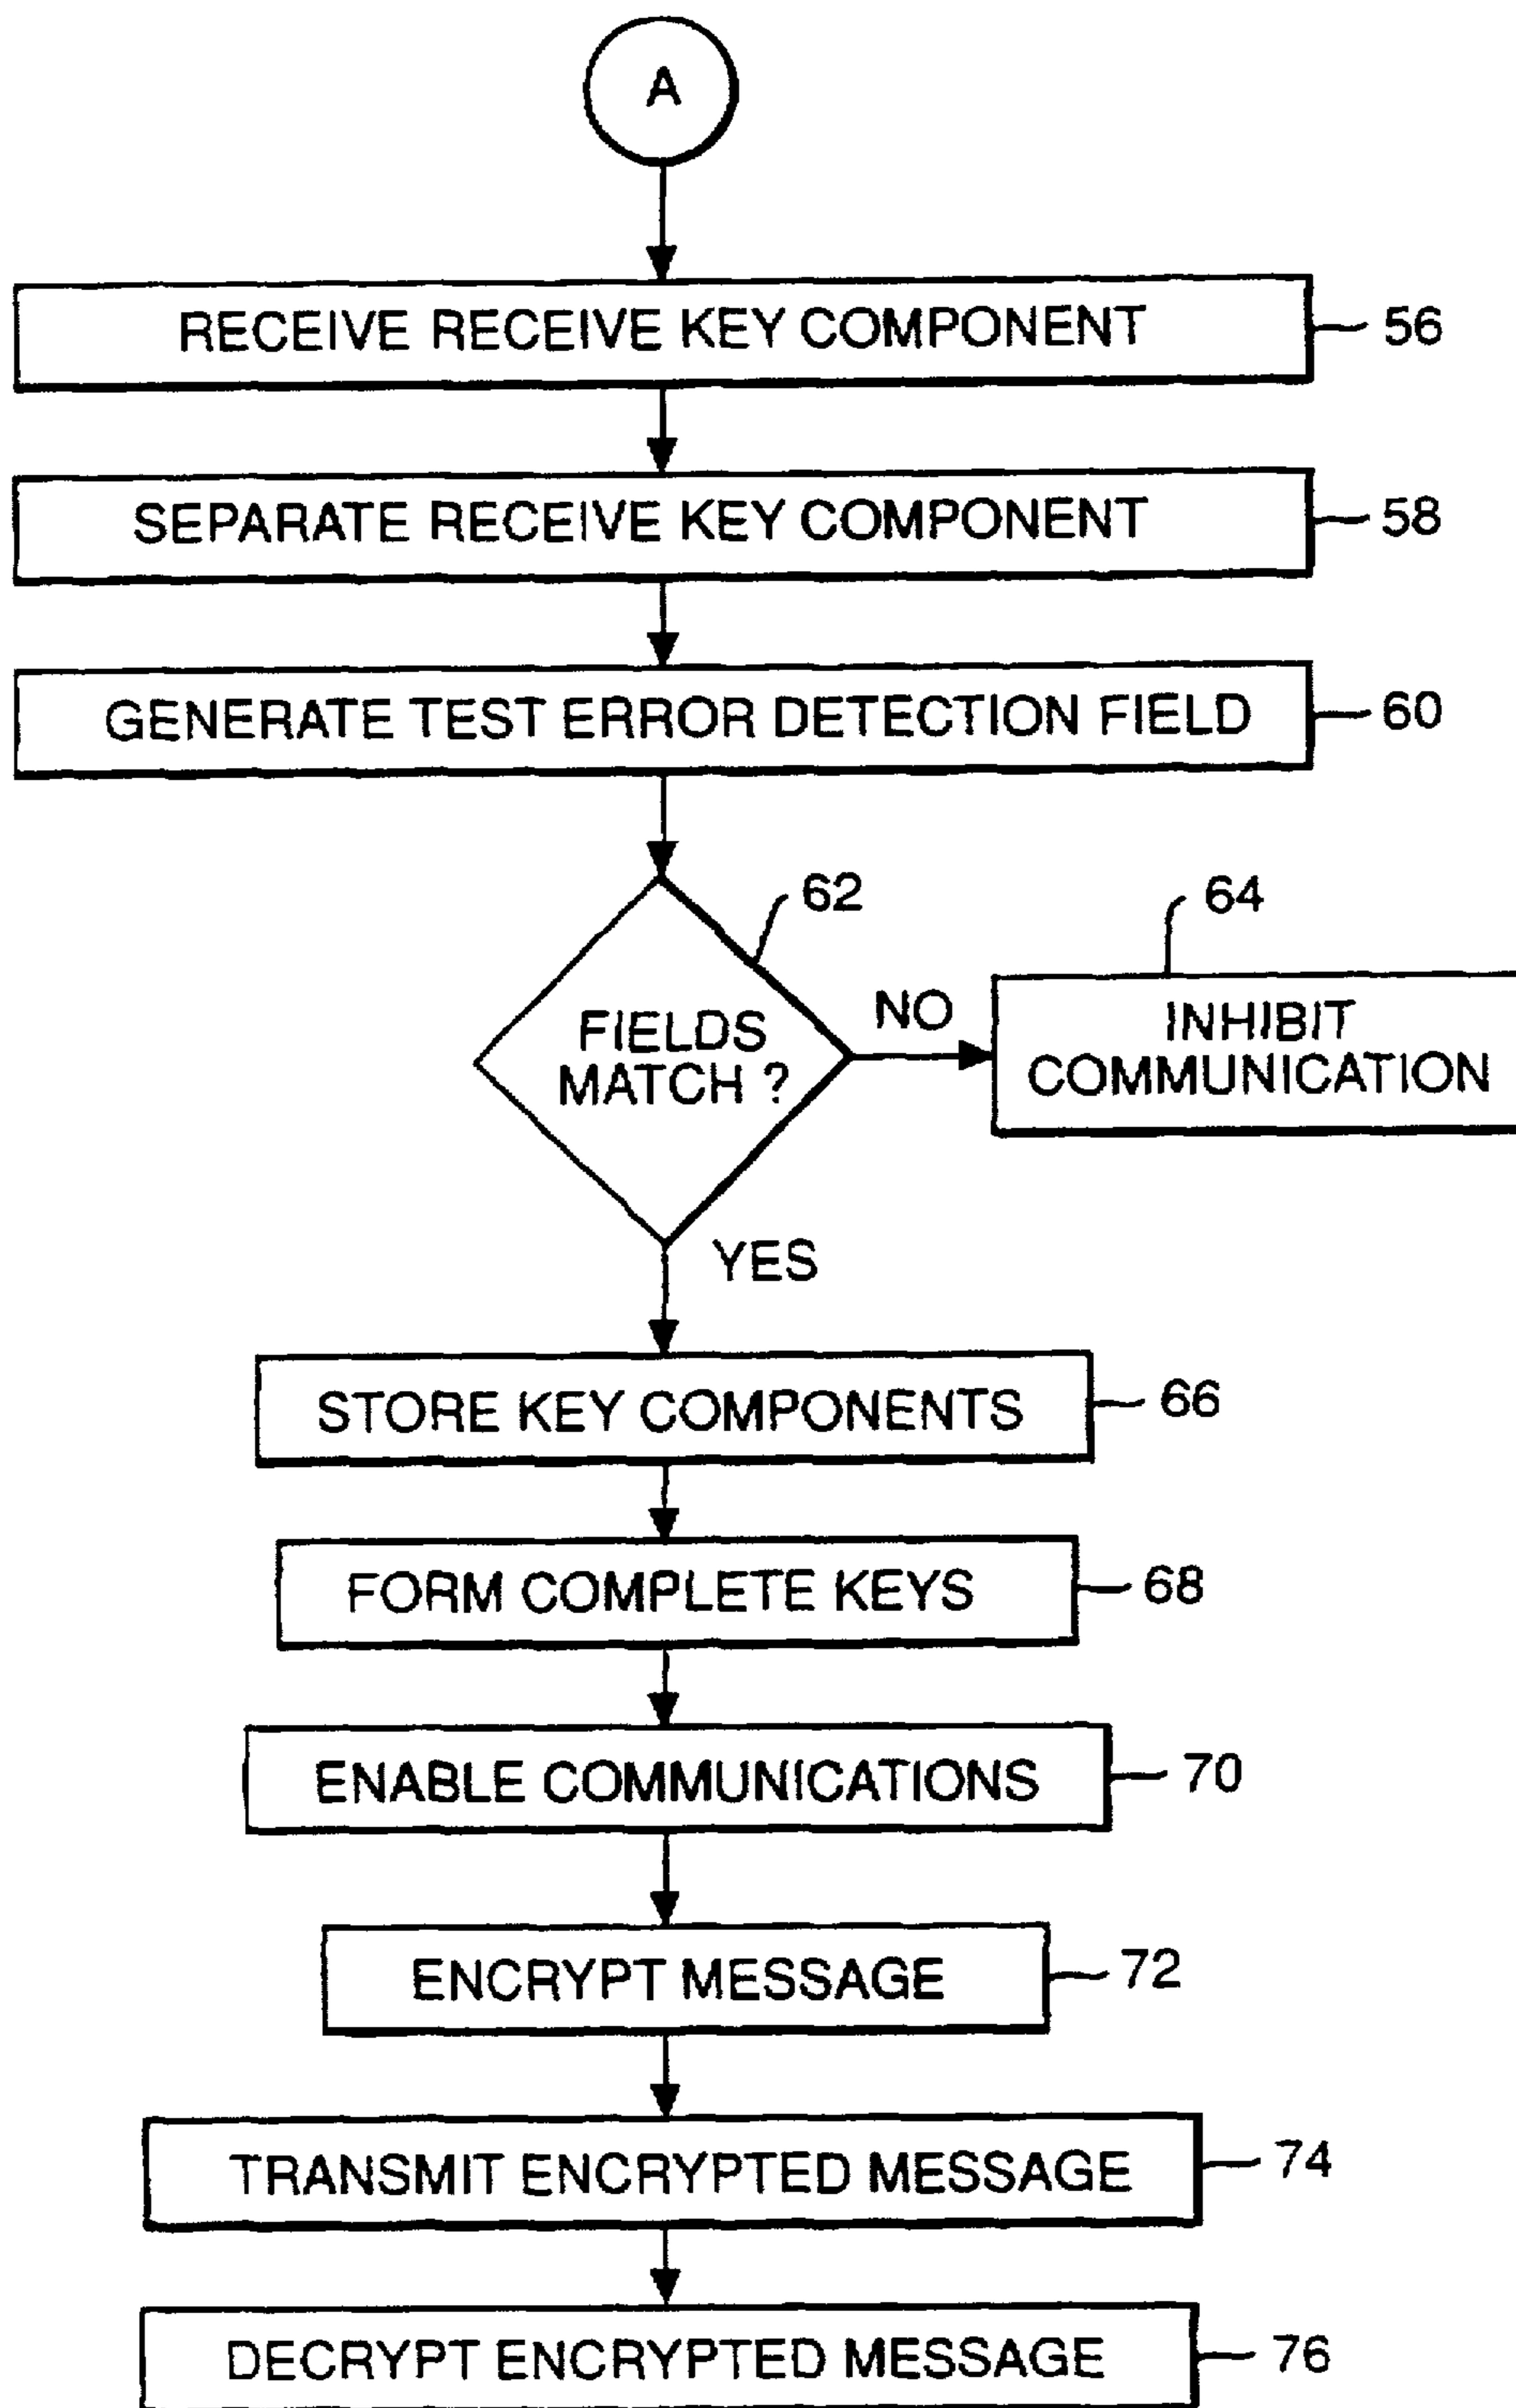 A
RECEIVE RECEIVE KEY COMPONENT
56
SEPARATE RECEIVE KEY COMPONENT
58
GENERATE TEST ERROR DETECTION FIELD
60
62
64
FIELDS
MATCH ?
NO
INHIBIT
COMMUNICATION
YES
STORE KEY COMPONENTS
66
FORM COMPLETE KEYS
68
ENABLE COMMUNICATIONS
70
ENCRYPT MESSAGE
72
TRANSMIT ENCRYPTED MESSAGE
74
DECRYPT ENCRYPTED MESSAGE
76